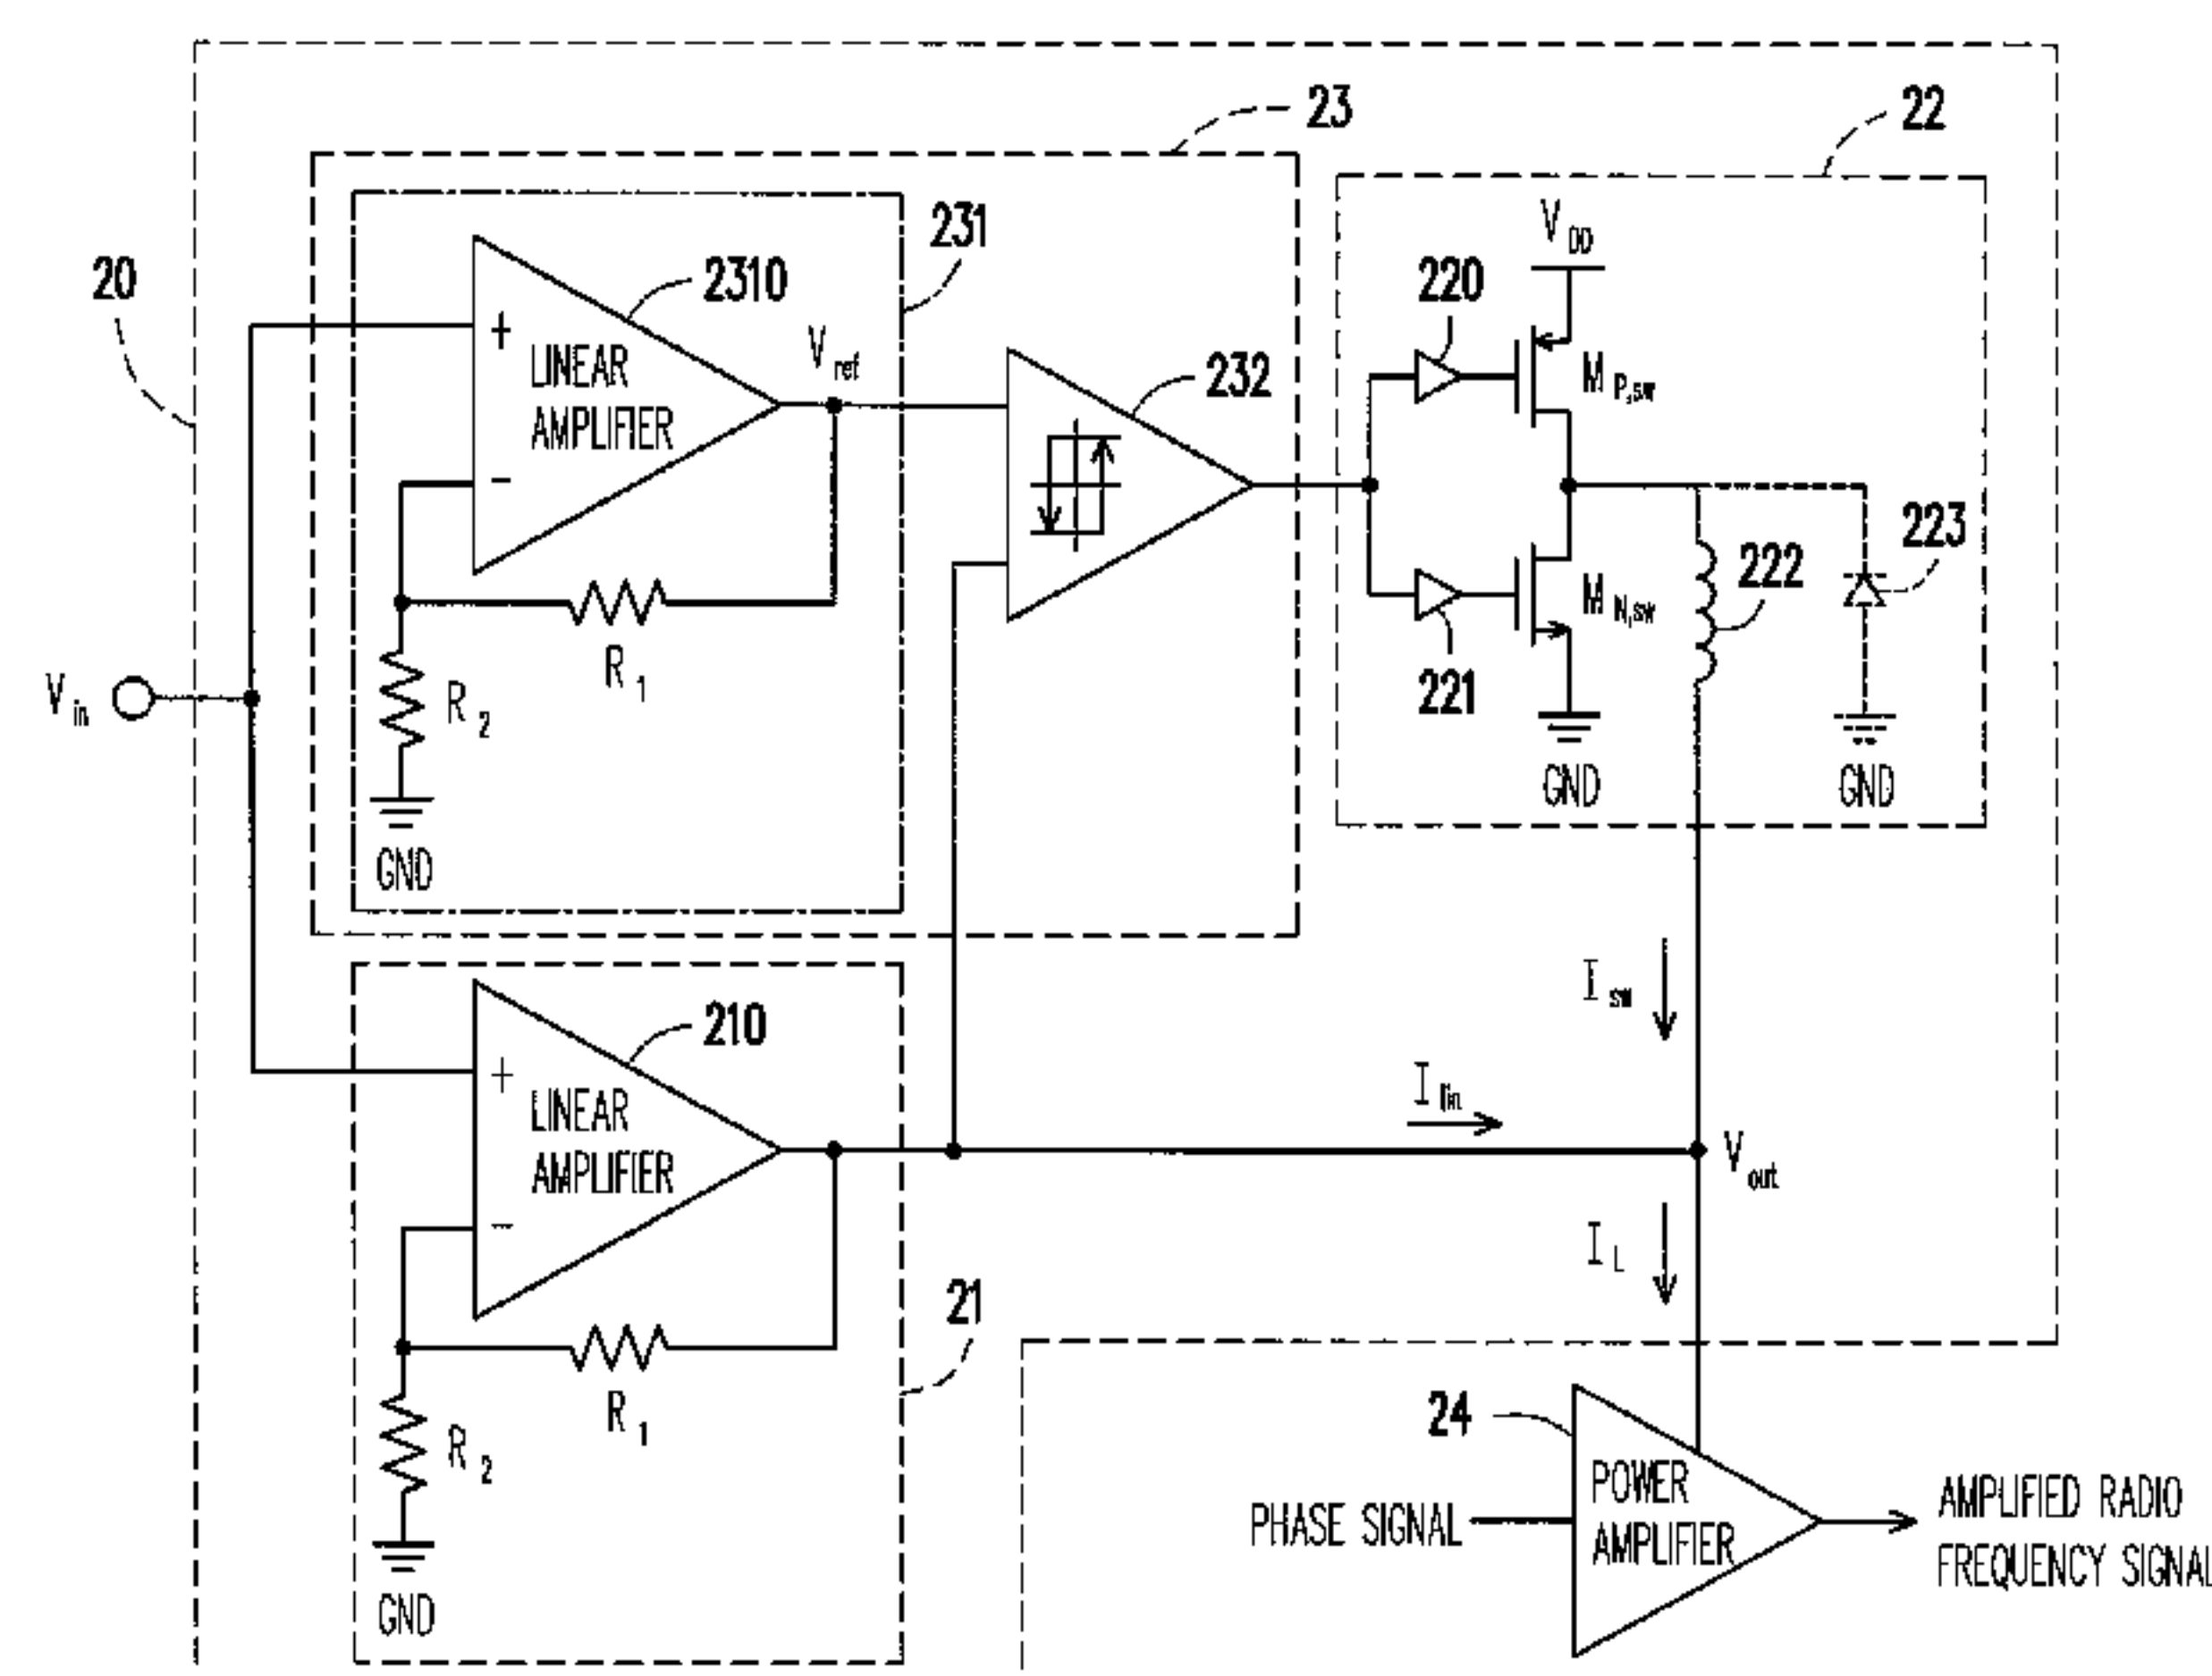 23
22
20
231
2310
V ref
LINEAR
AMPLIFIER
+
-
232
V DD
220
M P,sw
223
222
M N,sw
221
V in
R 1
R 2
GND
GND
GND
I sw
210
+
LINEAR
AMPLIFIER
-
I lin
V out
I L
21
R 1
R 2
GND
24
PHASE SIGNAL
POWER
AMPLIFIER
AMPLIFIED RADIO
FREQUENCY SIGNAL